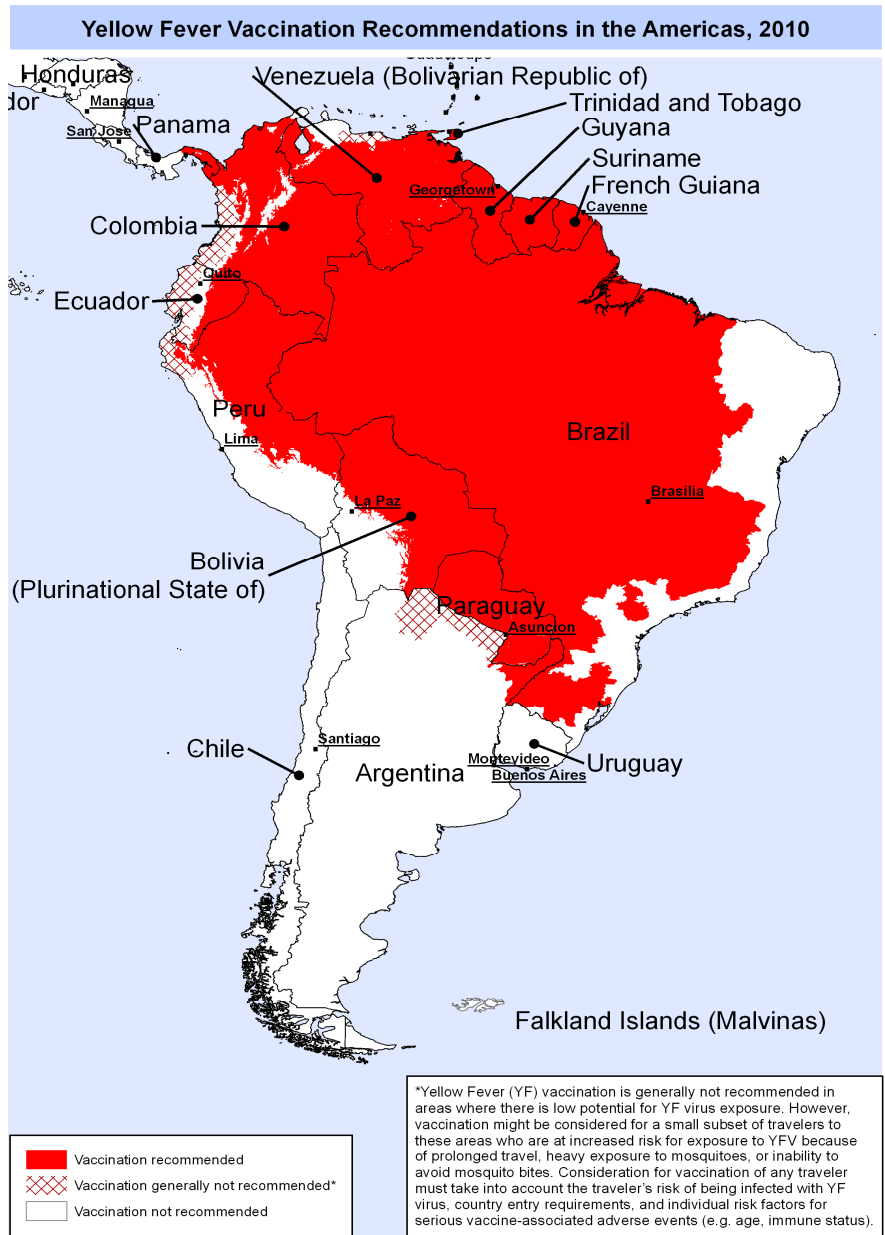 Yellow Fever Vaccination Recommendations in the Americas, 2010
Honduras
Venezuela (Bolivarian Republic of)
dor
Managua
Trinidad and Tobago
San Jose
Panama
Guyana
Suriname
Georgetown
French Guiana
Cayenne
Colombia
Quito
Ecuador
Peru
Lima
Brazil
La Paz
Brasilia
Bolivia
(Plurinational State of)
Paraguay
Asuncion
Santiago
Chile
Montevideo
Uruguay
Argentina
Buenos Aires
Falkland Islands (Malvinas)
*Yellow Fever (YF) vaccination is generally not recommended in
areas where there is low potential for YF virus exposure. However,
vaccination might be considered for a small subset of travelers to
these areas who are at increased risk for exposure to YFV because
of prolonged travel, heavy exposure to mosquitoes, or inability to
avoid mosquito bites. Consideration for vaccination of any traveler
must take into account the traveler's risk of being infected with YF
virus, country entry requirements, and individual risk factors for
serious vaccine-associated adverse events (e.g. age, immune status).
Vaccination recommended
Vaccination generally not recommended*
Vaccination not recommended